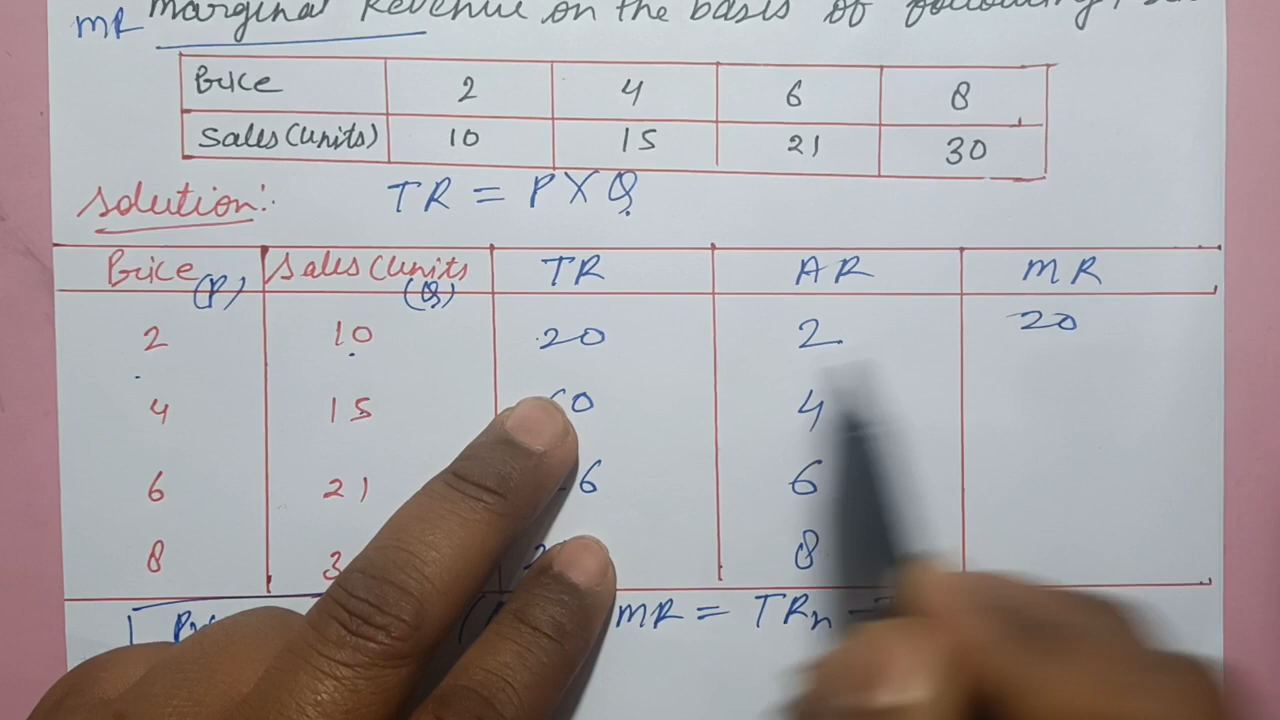 MR Marginal Revenue on the basis of following
Price 2 4 6 8
Sales (Units) 10 15 21 30
Solution:- TR = P X Q
Price (P) Sales (Units (Q) TR AR MR
2 10 20 2 20
4 15 60 4
6 21 6
8 8
MR = TRn -